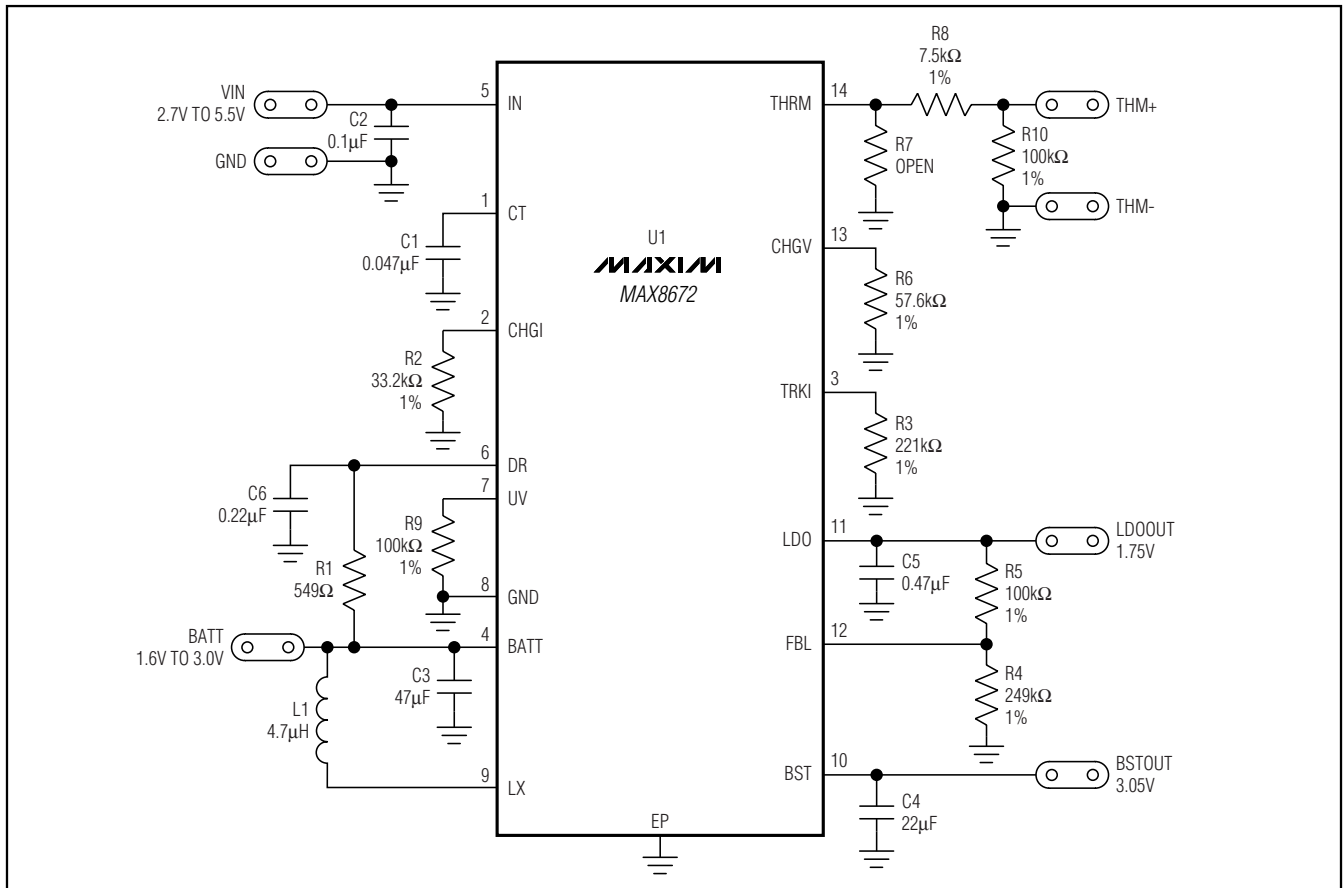 VIN
2.7V TO 5.5V
GND
C2
0.1µF
5
IN
1
CT
C1
0.047µF
2
CHGI
R2
33.2kΩ
1%
6
DR
C6
0.22µF
7
UV
R9
100kΩ
1%
R1
549Ω
8
GND
BATT
1.6V TO 3.0V
4
BATT
C3
47µF
L1
4.7µH
9
LX
U1
MAXIM
MAX8672
EP
THRM
14
R8
7.5kΩ
1%
THM+
R7
OPEN
R10
100kΩ
1%
THM-
CHGV
13
R6
57.6kΩ
1%
TRKI
3
R3
221kΩ
1%
LDO
11
LDOOUT
1.75V
C5
0.47µF
R5
100kΩ
1%
FBL
12
R4
249kΩ
1%
BST
10
BSTOUT
3.05V
C4
22µF